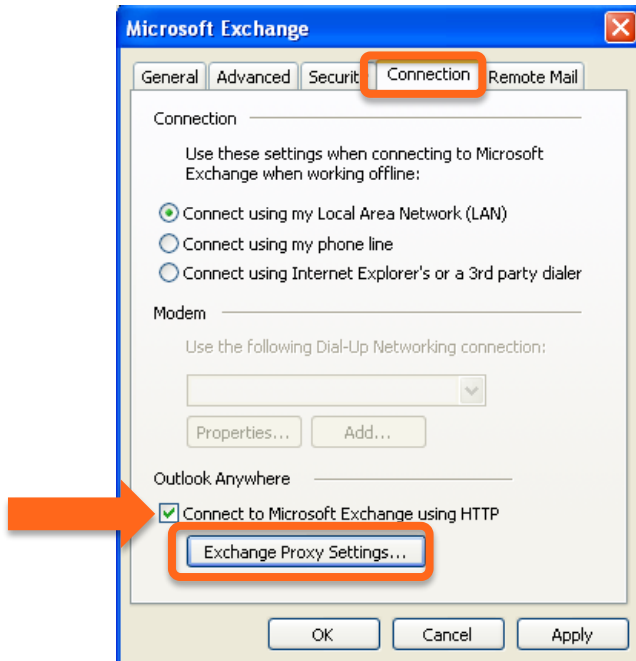 Microsoft Exchange
General Advanced Securit Connection Remote Mail
Connection
Use these settings when connecting to Microsoft
Exchange when working offline:
Connect using my Local Area Network (LAN)
Connect using my phone line
Connect using Internet Explorer's or a 3rd party dialer
Modem
Use the following Dial-Up Networking connection:
Properties... Add...
Outlook Anywhere
Connect to Microsoft Exchange using HTTP
Exchange Proxy Settings...
OK Cancel Apply